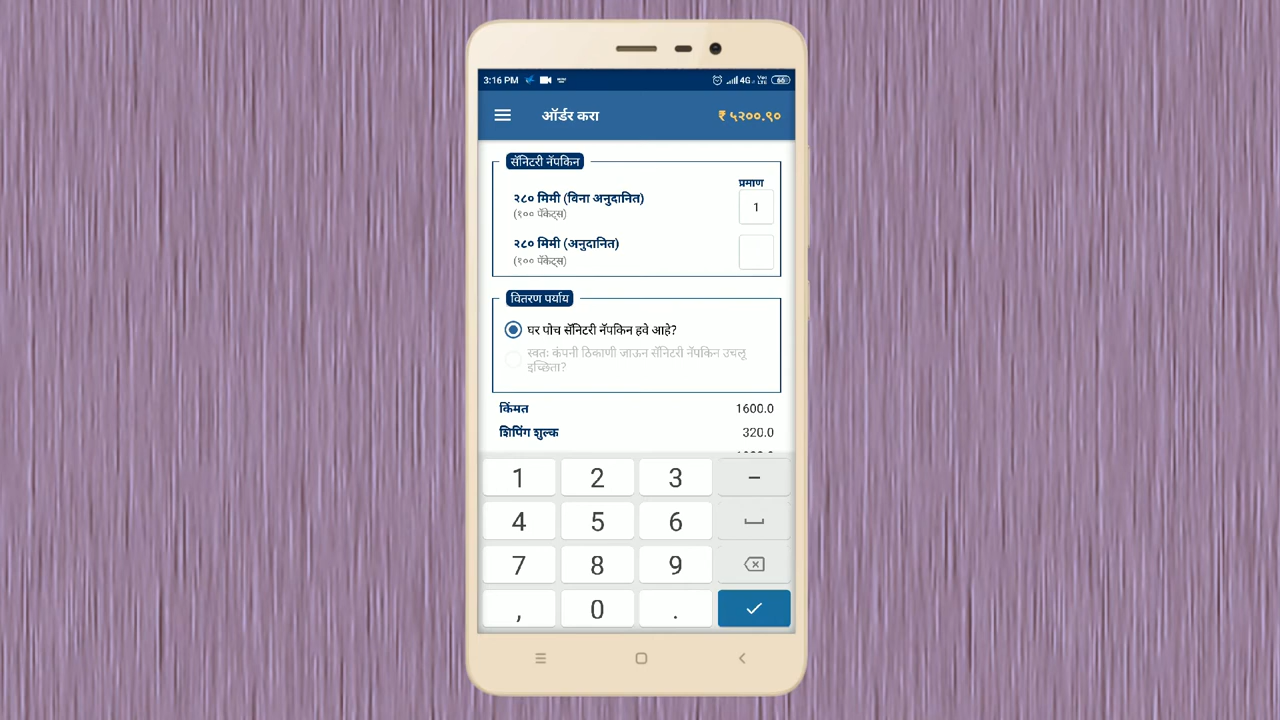 3:16 PM
4G
60
ऑर्डर करा
₹ ५२००.९०
सॅनिटरी नॅपकिन
प्रमाण
२८० मिमी (विना अनुदानित)
(१०० पॅकेट्स)
1
२८० मिमी (अनुदानित)
(१०० पॅकेट्स)
वितरण पर्याय
घर पोच सॅनिटरी नॅपकिन हवे आहे?
स्वतः कंपनी ठिकाणी जाऊन सॅनिटरी नॅपकिन उचलू
इच्छिता?
किंमत 1600.0
शिपिंग शुल्क 320.0
1 2 3 –
4 5 6
7 8 9
, 0 .